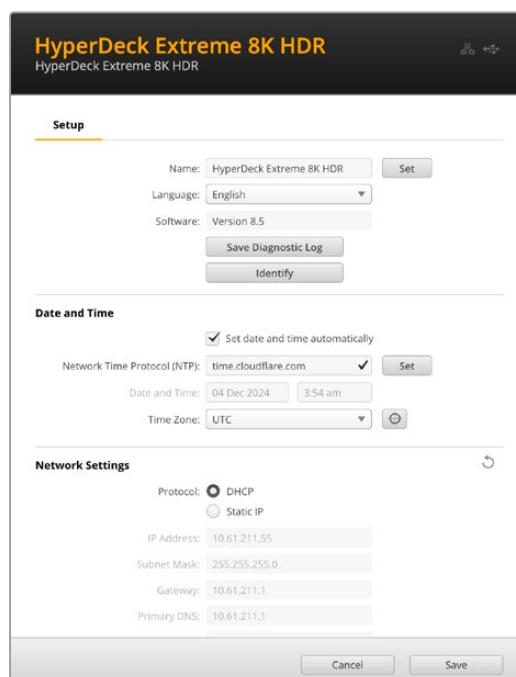 HyperDeck Extreme 8K HDR
HyperDeck Extreme 8K HDR
Setup
Name: HyperDeck Extreme 8K HDR Set
Language: English
Software: Version 8.5
Save Diagnostic Log
Identify
Date and Time
Set date and time automatically
Network Time Protocol (NTP): time.cloudflare.com Set
Date and Time: 04 Dec 2024 3:54 am
Time Zone: UTC
Network Settings
Protocol: DHCP
Static IP
IP Address: 10.61.211.55
Subnet Mask: 255.255.255.0
Gateway: 10.61.211.1
Primary DNS: 10.61.211.1
Cancel Save